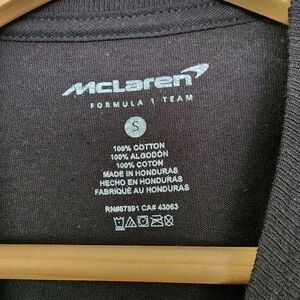 McLaren
FORMULA 1 TEAM
S
100% COTTON
100% ALGODÓN
100% COTON
MADE IN HONDURAS
HECHO EN HONDURAS
FABRIQUÉ AU HONDURAS
RN#67891 CA# 43063